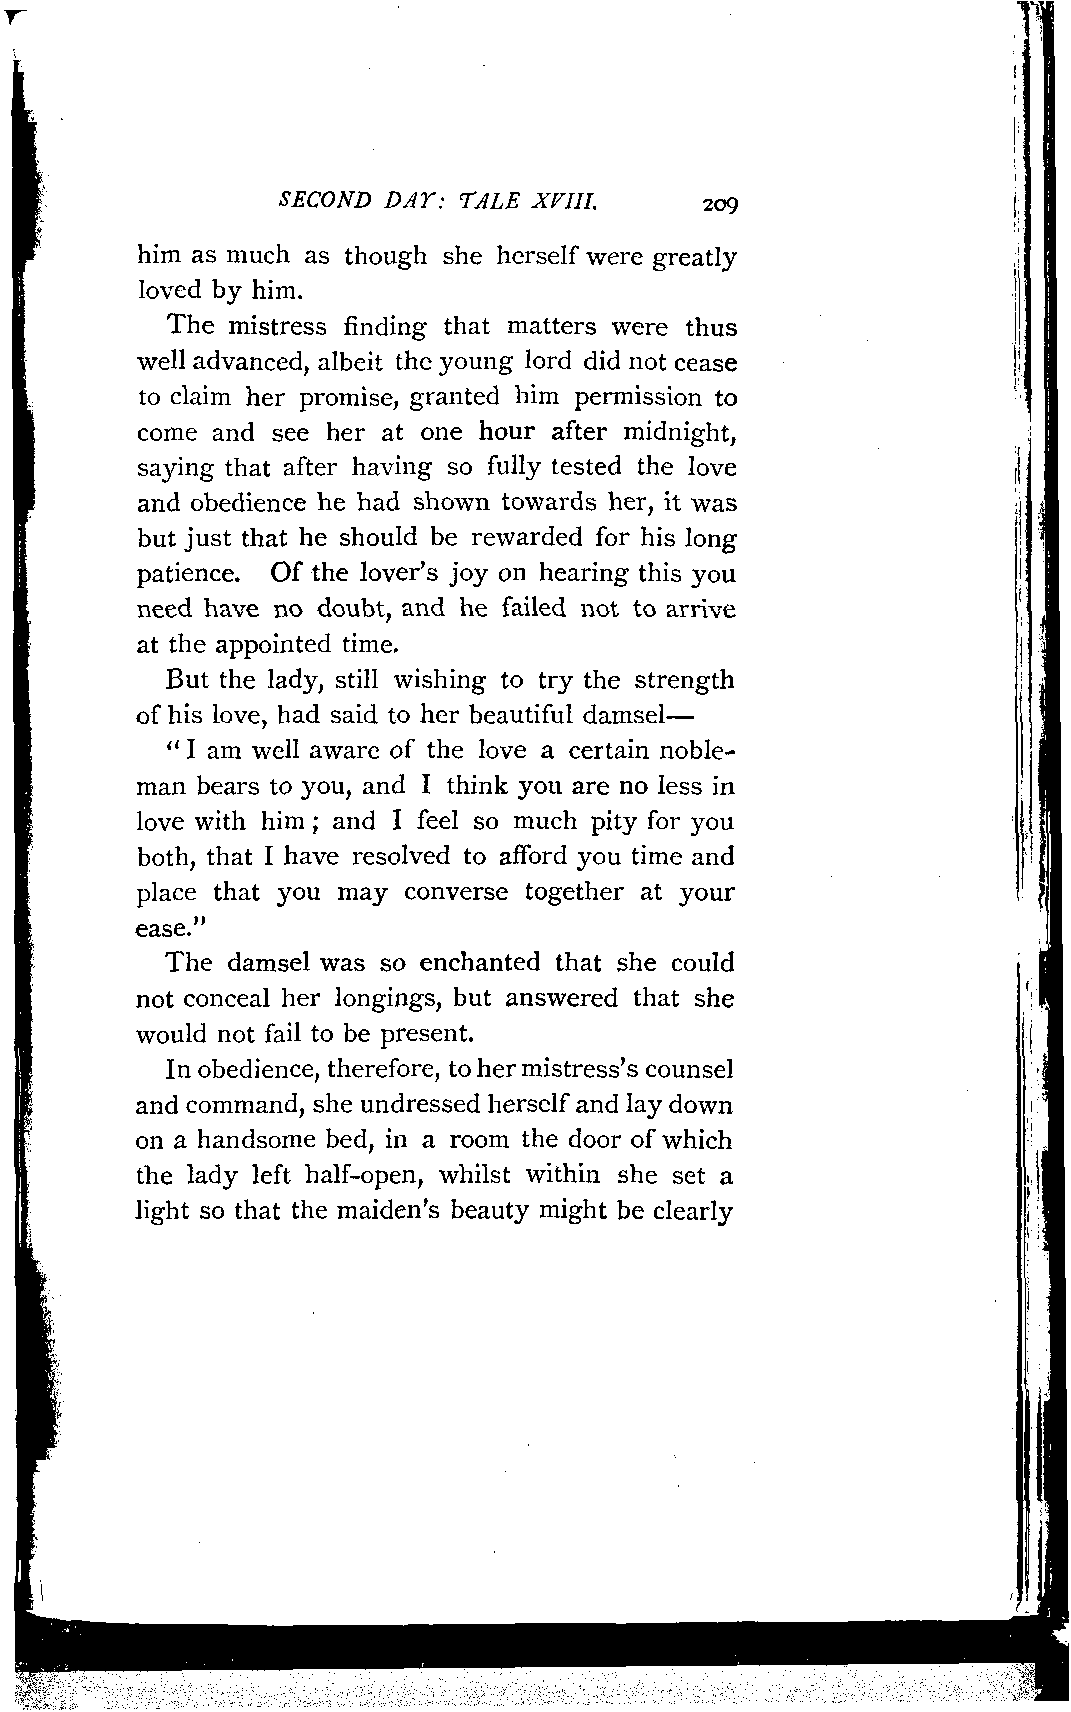 SECOND DAY: TALE XVIII. 209
him as much as though she herself were greatly
loved by him.
The mistress finding that matters were thus
well advanced, albeit the young lord did not cease
to claim her promise, granted him permission to
come and see her at one hour after midnight,
saying that after having so fully tested the love
and obedience he had shown towards her, it was
but just that he should be rewarded for his long
patience. Of the lover's joy on hearing this you
need have no doubt, and he failed not to arrive
at the appointed time.
But the lady, still wishing to try the strength
of his love, had said to her beautiful damsel—
"I am well aware of the love a certain noble-
man bears to you, and I think you are no less in
love with him; and I feel so much pity for you
both, that I have resolved to afford you time and
place that you may converse together at your
ease."
The damsel was so enchanted that she could
not conceal her longings, but answered that she
would not fail to be present.
In obedience, therefore, to her mistress's counsel
and command, she undressed herself and lay down
on a handsome bed, in a room the door of which
the lady left half-open, whilst within she set a
light so that the maiden's beauty might be clearly